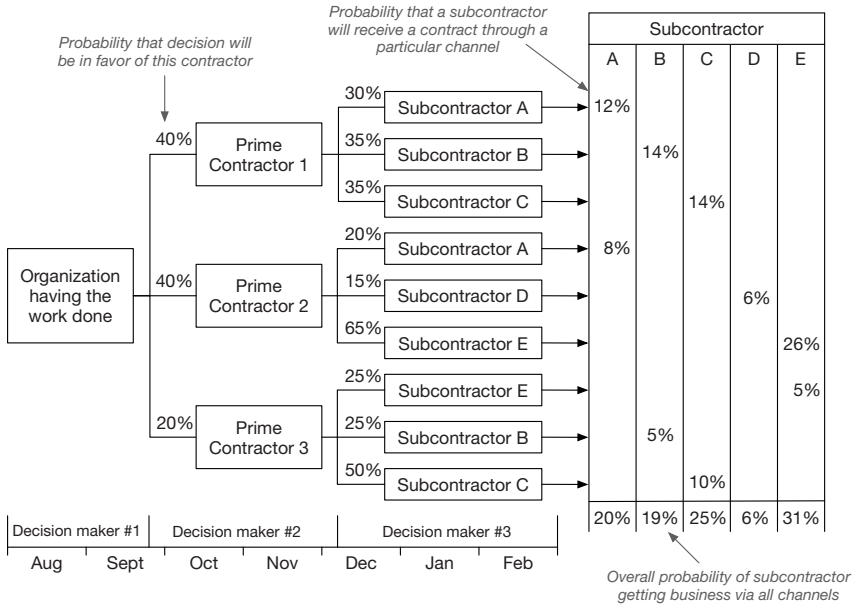 Probability that a subcontractor
will receive a contract through a
particular channel
Probability that decision will
be in favor of this contractor
Subcontractor
A B C D E
30% Subcontractor A 12%
40% Prime
Contractor 1
35% Subcontractor B 14%
35% Subcontractor C 14%
20% Subcontractor A 8%
Organization
having the
work done
40% Prime
Contractor 2
15% Subcontractor D 6%
65% Subcontractor E 26%
25% Subcontractor E 5%
20% Prime
Contractor 3
25% Subcontractor B 5%
50% Subcontractor C 10%
20% 19% 25% 6% 31%
Decision maker #1 Decision maker #2 Decision maker #3
Aug Sept Oct Nov Dec Jan Feb
Overall probability of subcontractor
getting business via all channels